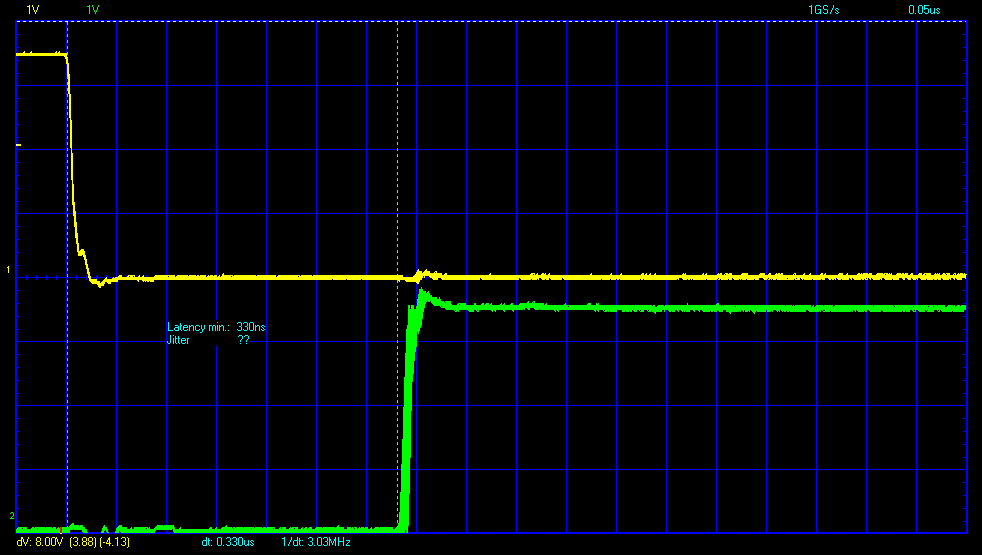 1V 1V 1GS/s 0.05us
1
Latency min.: 330ns
Jitter ??
2
dV: 8.00V (3.88) (-4.13) dt: 0.330us 1/dt: 3.03MHz